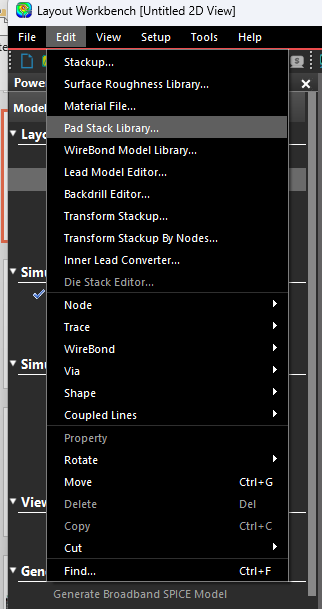 Layout Workbench [Untitled 2D View]
File Edit View Setup Tools Help
Stackup...
Surface Roughness Library...
Powe
Material File...
Model
Pad Stack Library...
Layo
WireBond Model Library...
Lead Model Editor...
Backdrill Editor...
Transform Stackup...
Transform Stackup By Nodes...
Inner Lead Converter...
Simu
Die Stack Editor...
Node
Trace
WireBond
Simu
Via
Shape
Coupled Lines
Property
Rotate
Move Ctrl+G
Delete Del
View
Copy Ctrl+C
Cut
Find... Ctrl+F
Gene
Generate Broadband SPICE Model